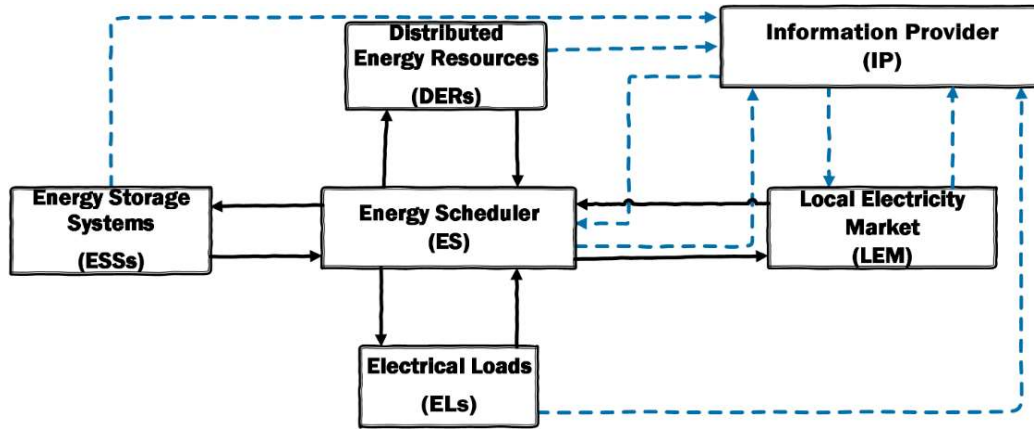 Distributed
Energy Resources
(DERs)
Information Provider
(IP)
Energy Storage
Systems
(ESSs)
Energy Scheduler
(ES)
Local Electricity
Market
(LEM)
Electrical Loads
(ELs)